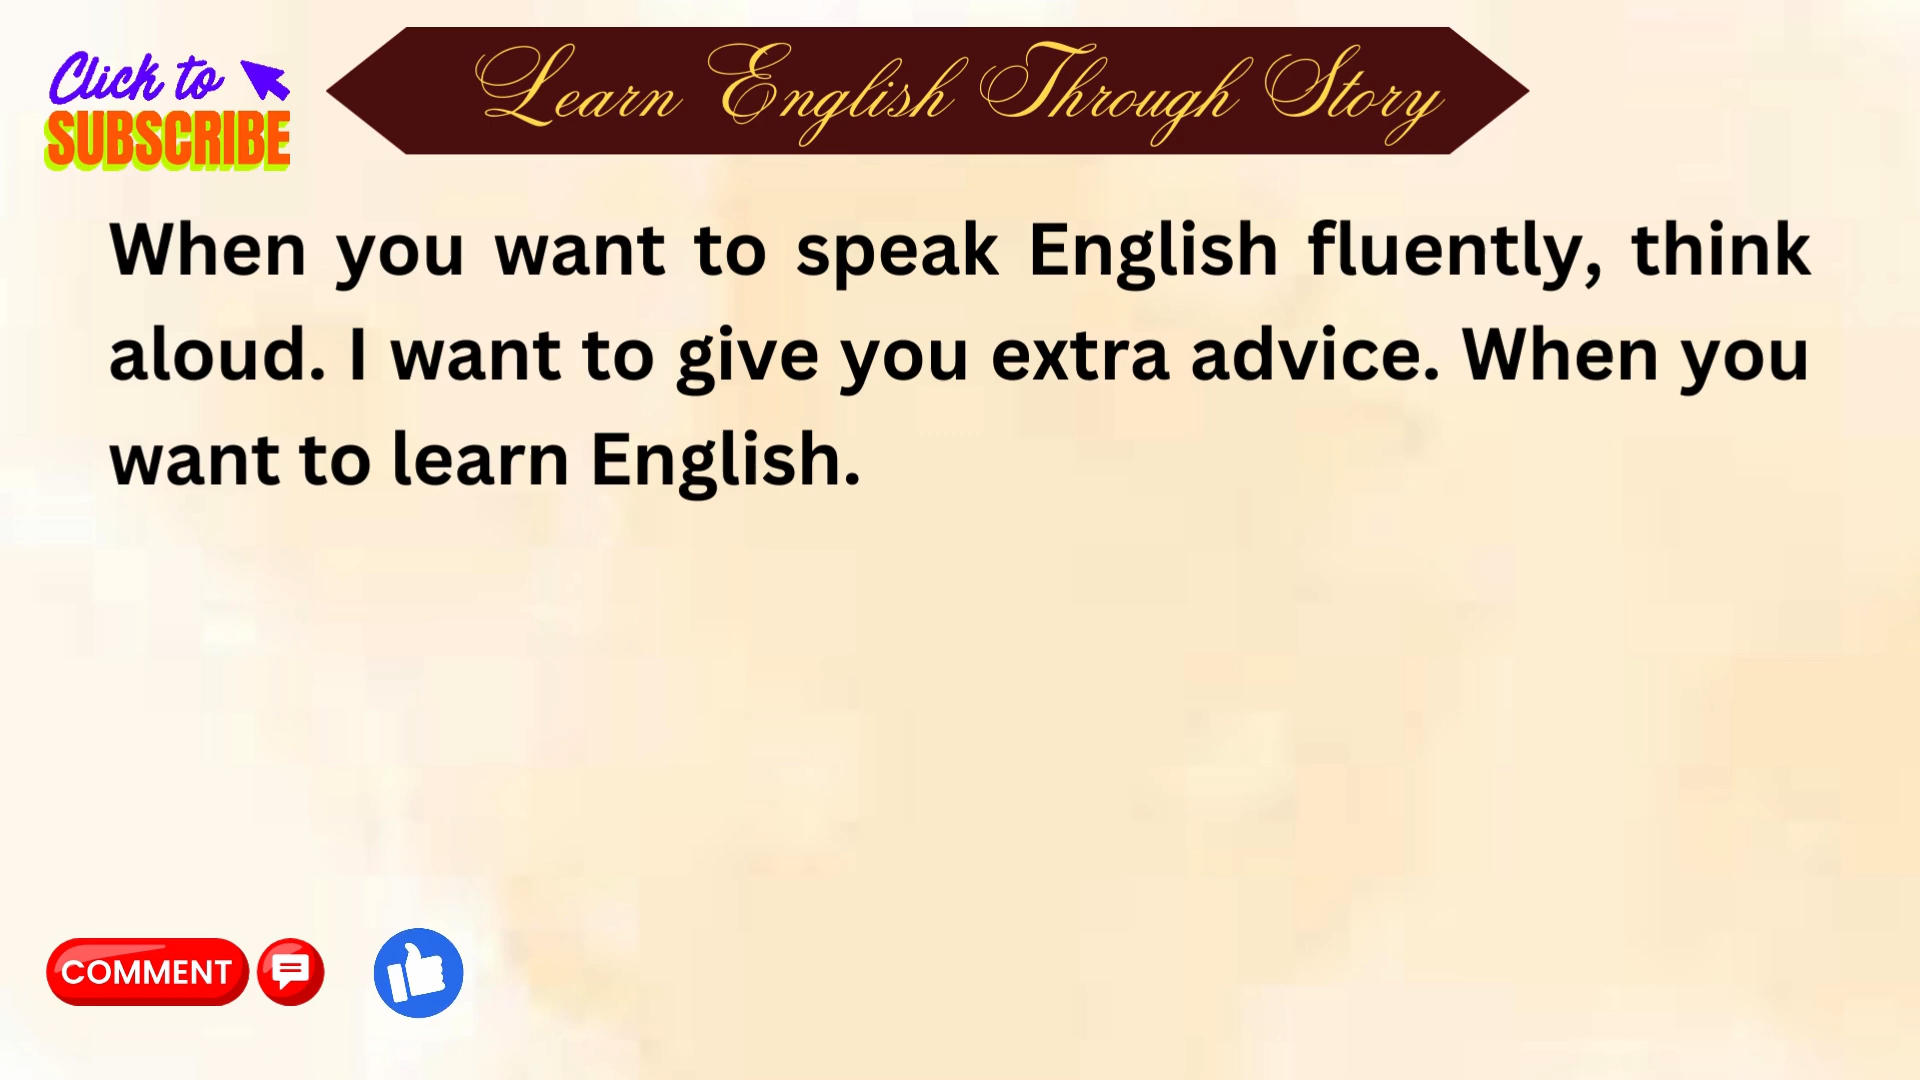 Click to
SUBSCRIBE
Learn English Through Story
When you want to speak English fluently, think
aloud. I want to give you extra advice. When you
want to learn English.
COMMENT